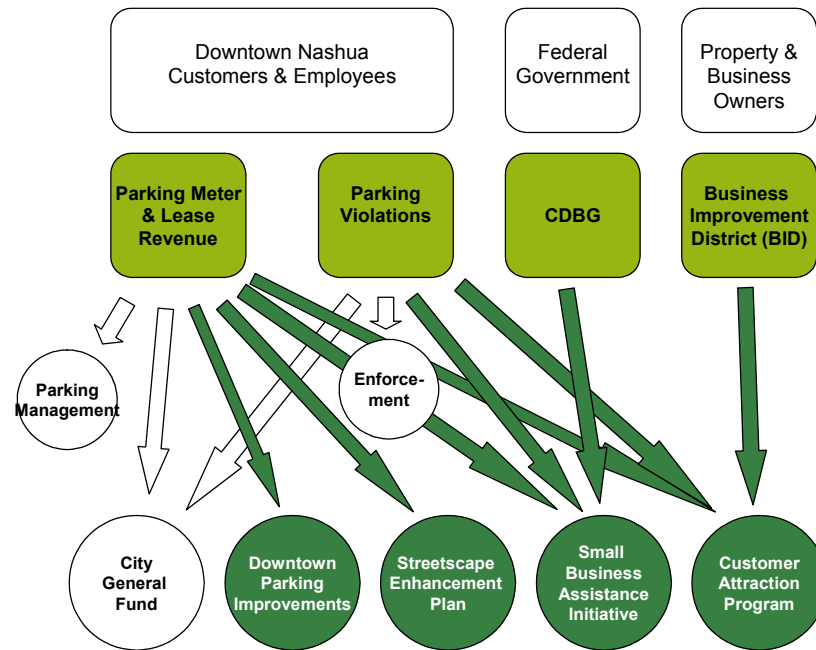 Downtown Nashua
Customers & Employees
Federal
Government
Property &
Business
Owners
Parking Meter
& Lease
Revenue
Parking
Violations
CDBG
Business
Improvement
District (BID)
Parking
Management
Enforce-
ment
City
General
Fund
Downtown
Parking
Improvements
Streetscape
Enhancement
Plan
Small
Business
Assistance
Initiative
Customer
Attraction
Program